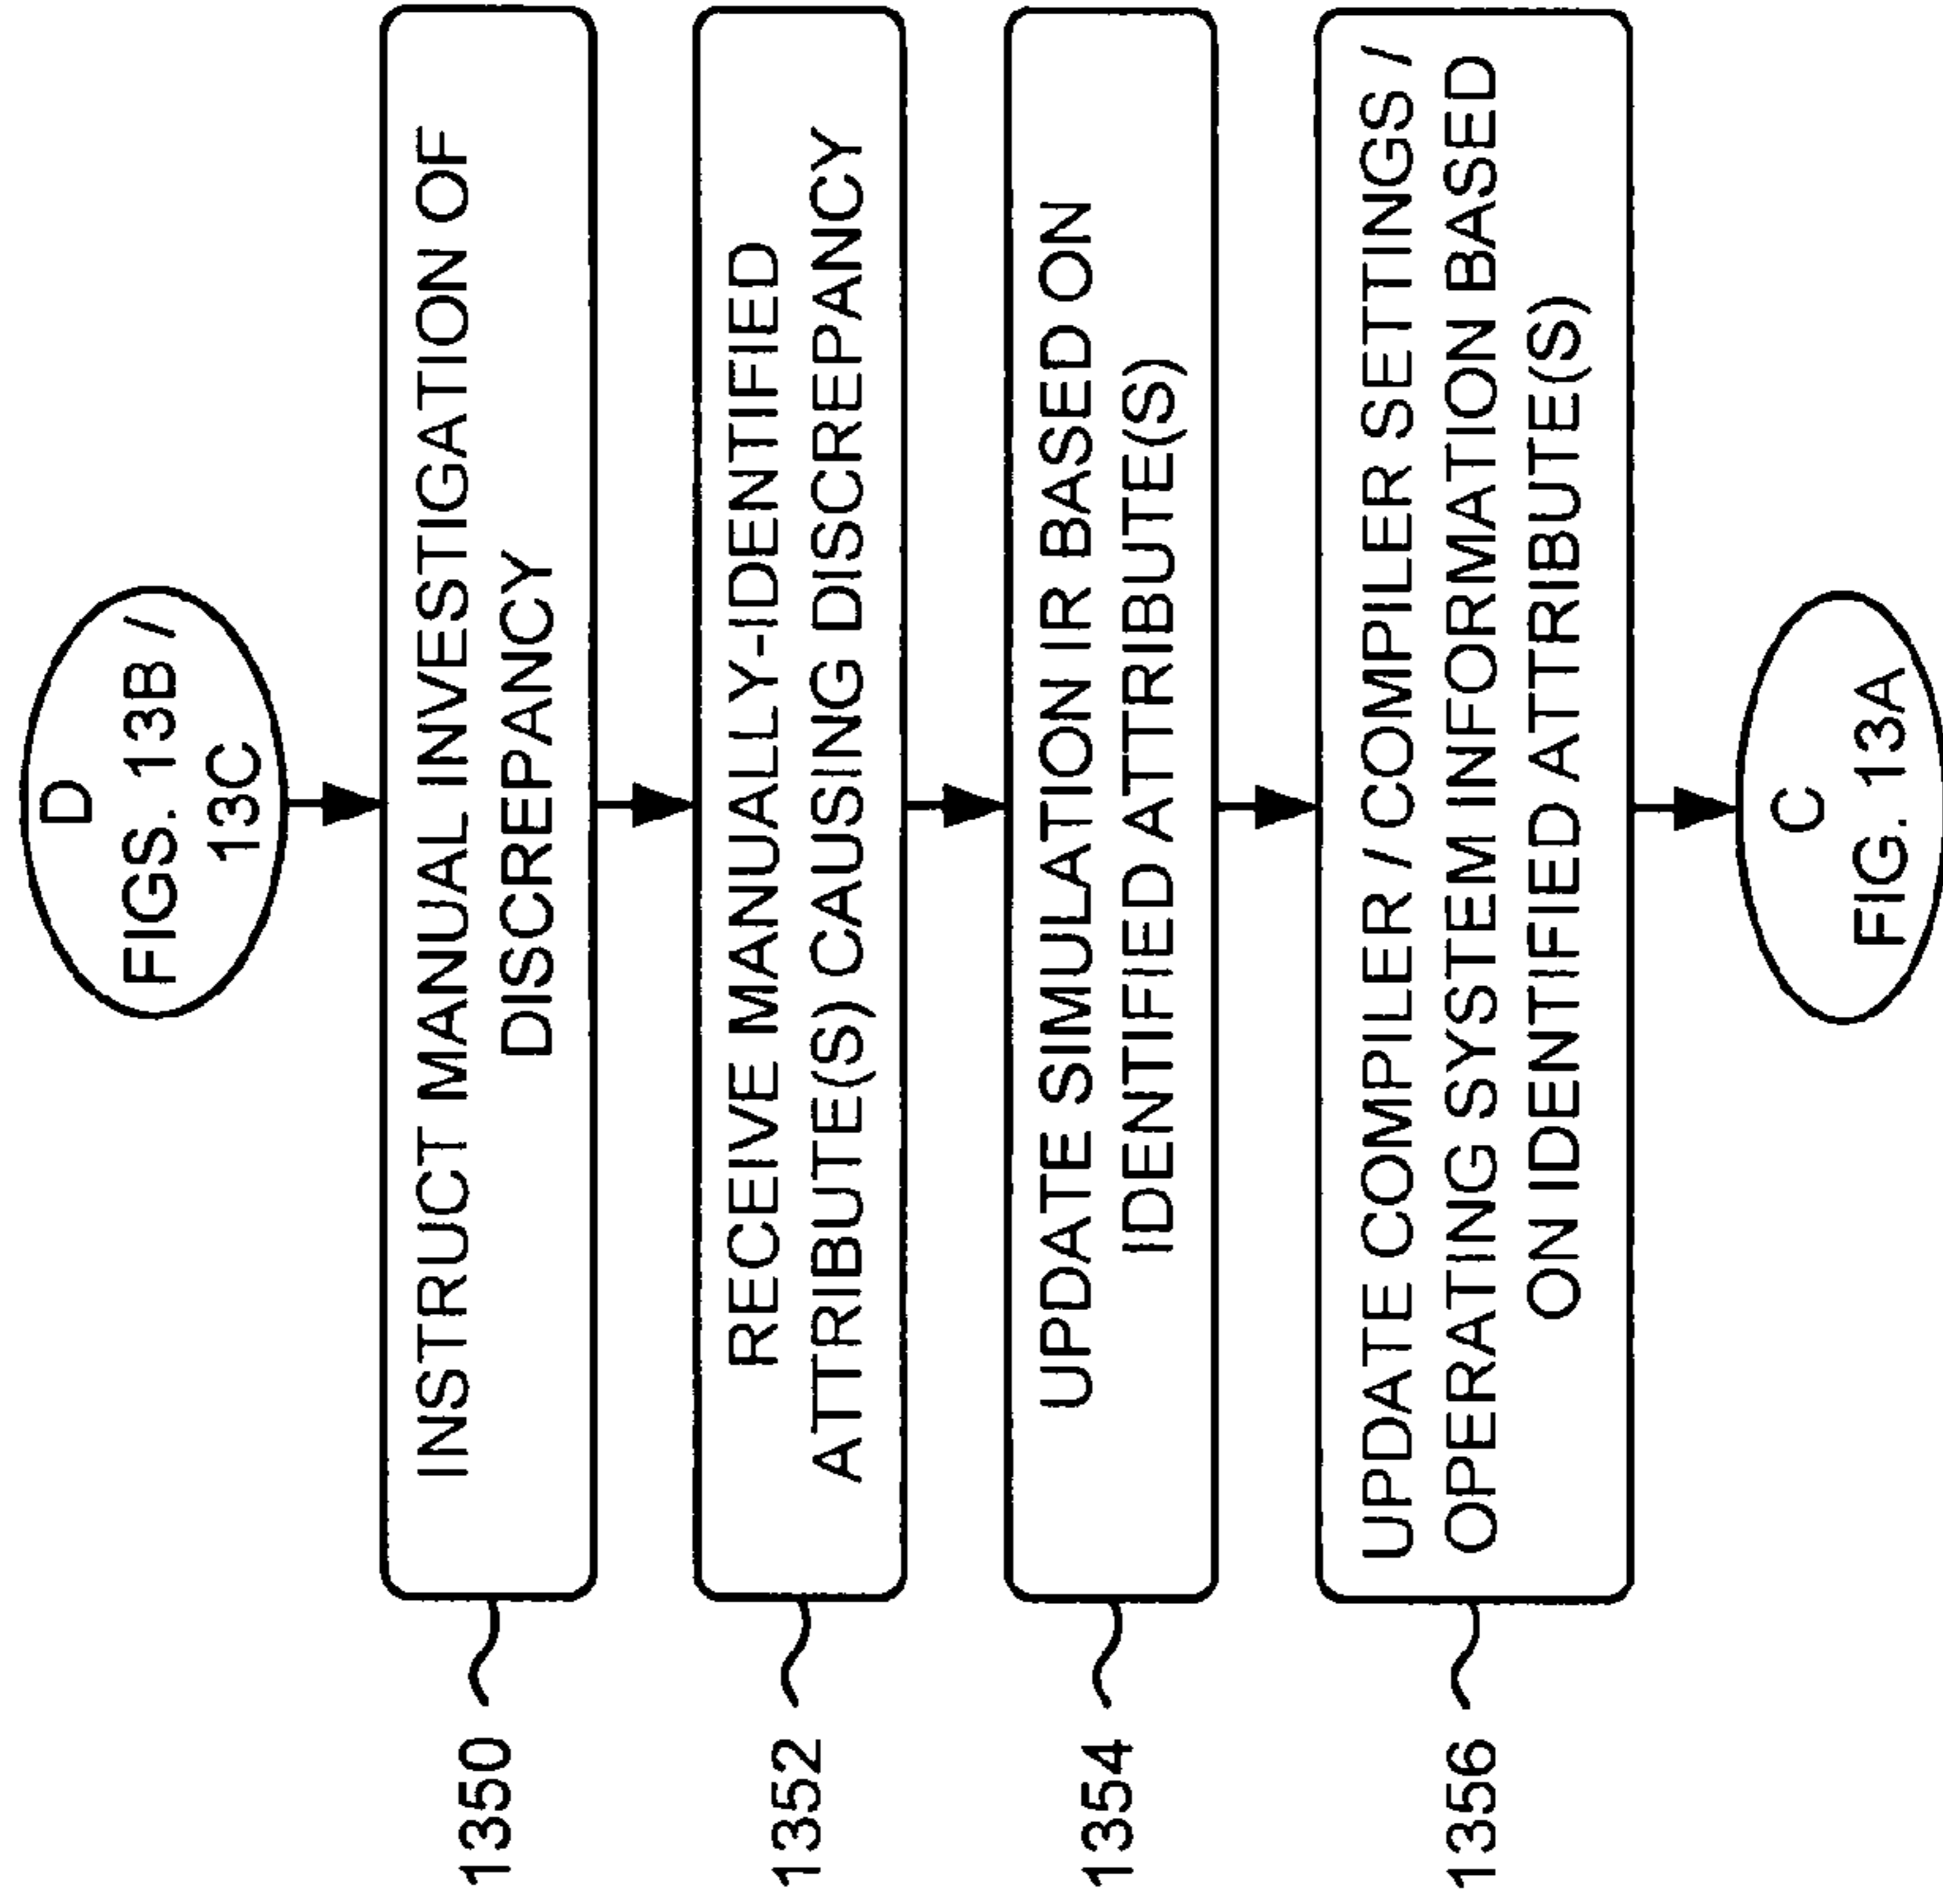 D
FIGS. 13B /
13C
1350
INSTRUCT MANUAL INVESTIGATION OF
DISCREPANCY
1352
RECEIVE MANUALLY-IDENTIFIED
ATTRIBUTE(S) CAUSING DISCREPANCY
1354
UPDATE SIMULATION IR BASED ON
IDENTIFIED ATTRIBUTE(S)
1356
UPDATE COMPILER / COMPILER SETTINGS /
OPERATING SYSTEM INFORMATION BASED
ON IDENTIFIED ATTRIBUTE(S)
C
FIG. 13A